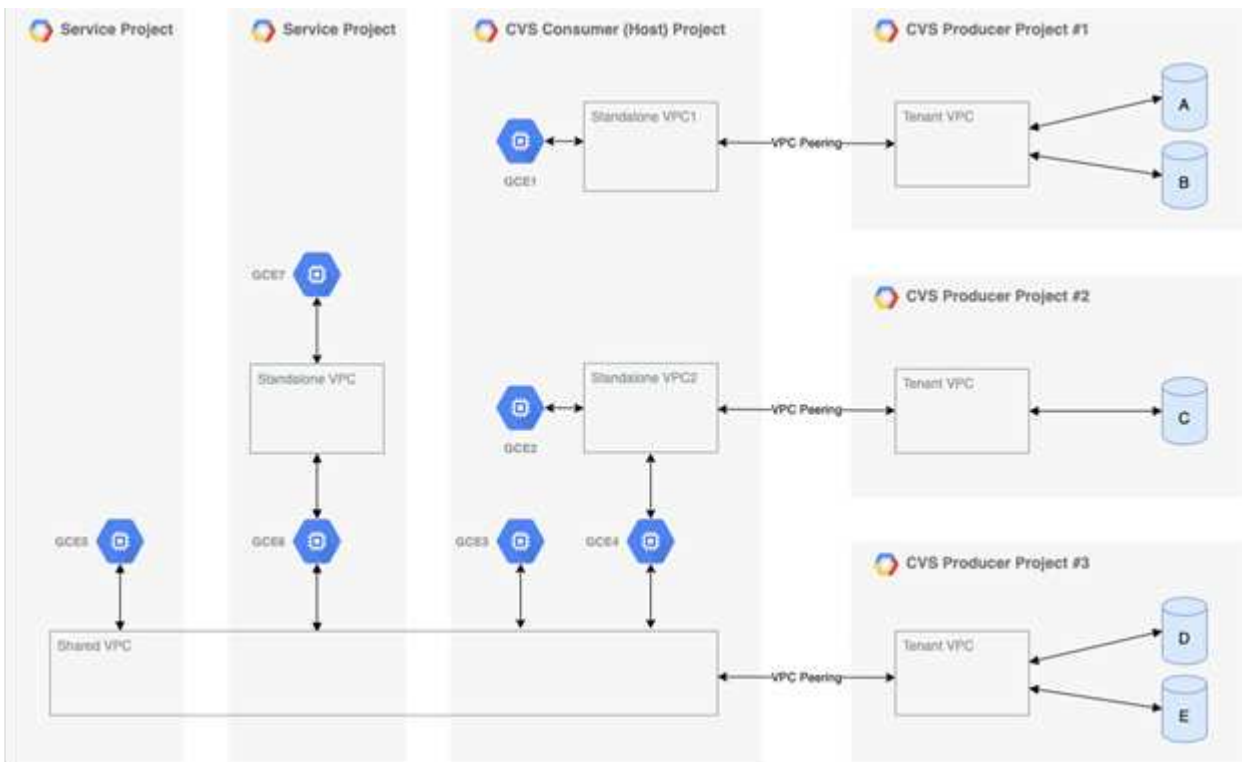 Service Project
Service Project
CVS Consumer (Host) Project
CVS Producer Project #1
Standalone VPC1
GCE1
VPC Peering
Tenant VPC
A
B
GCE7
CVS Producer Project #2
Standalone VPC
Standalone VPC2
GCE2
VPC Peering
Tenant VPC
C
GCE5
GCE6
GCE3
GCE4
CVS Producer Project #3
Shared VPC
VPC Peering
Tenant VPC
D
E